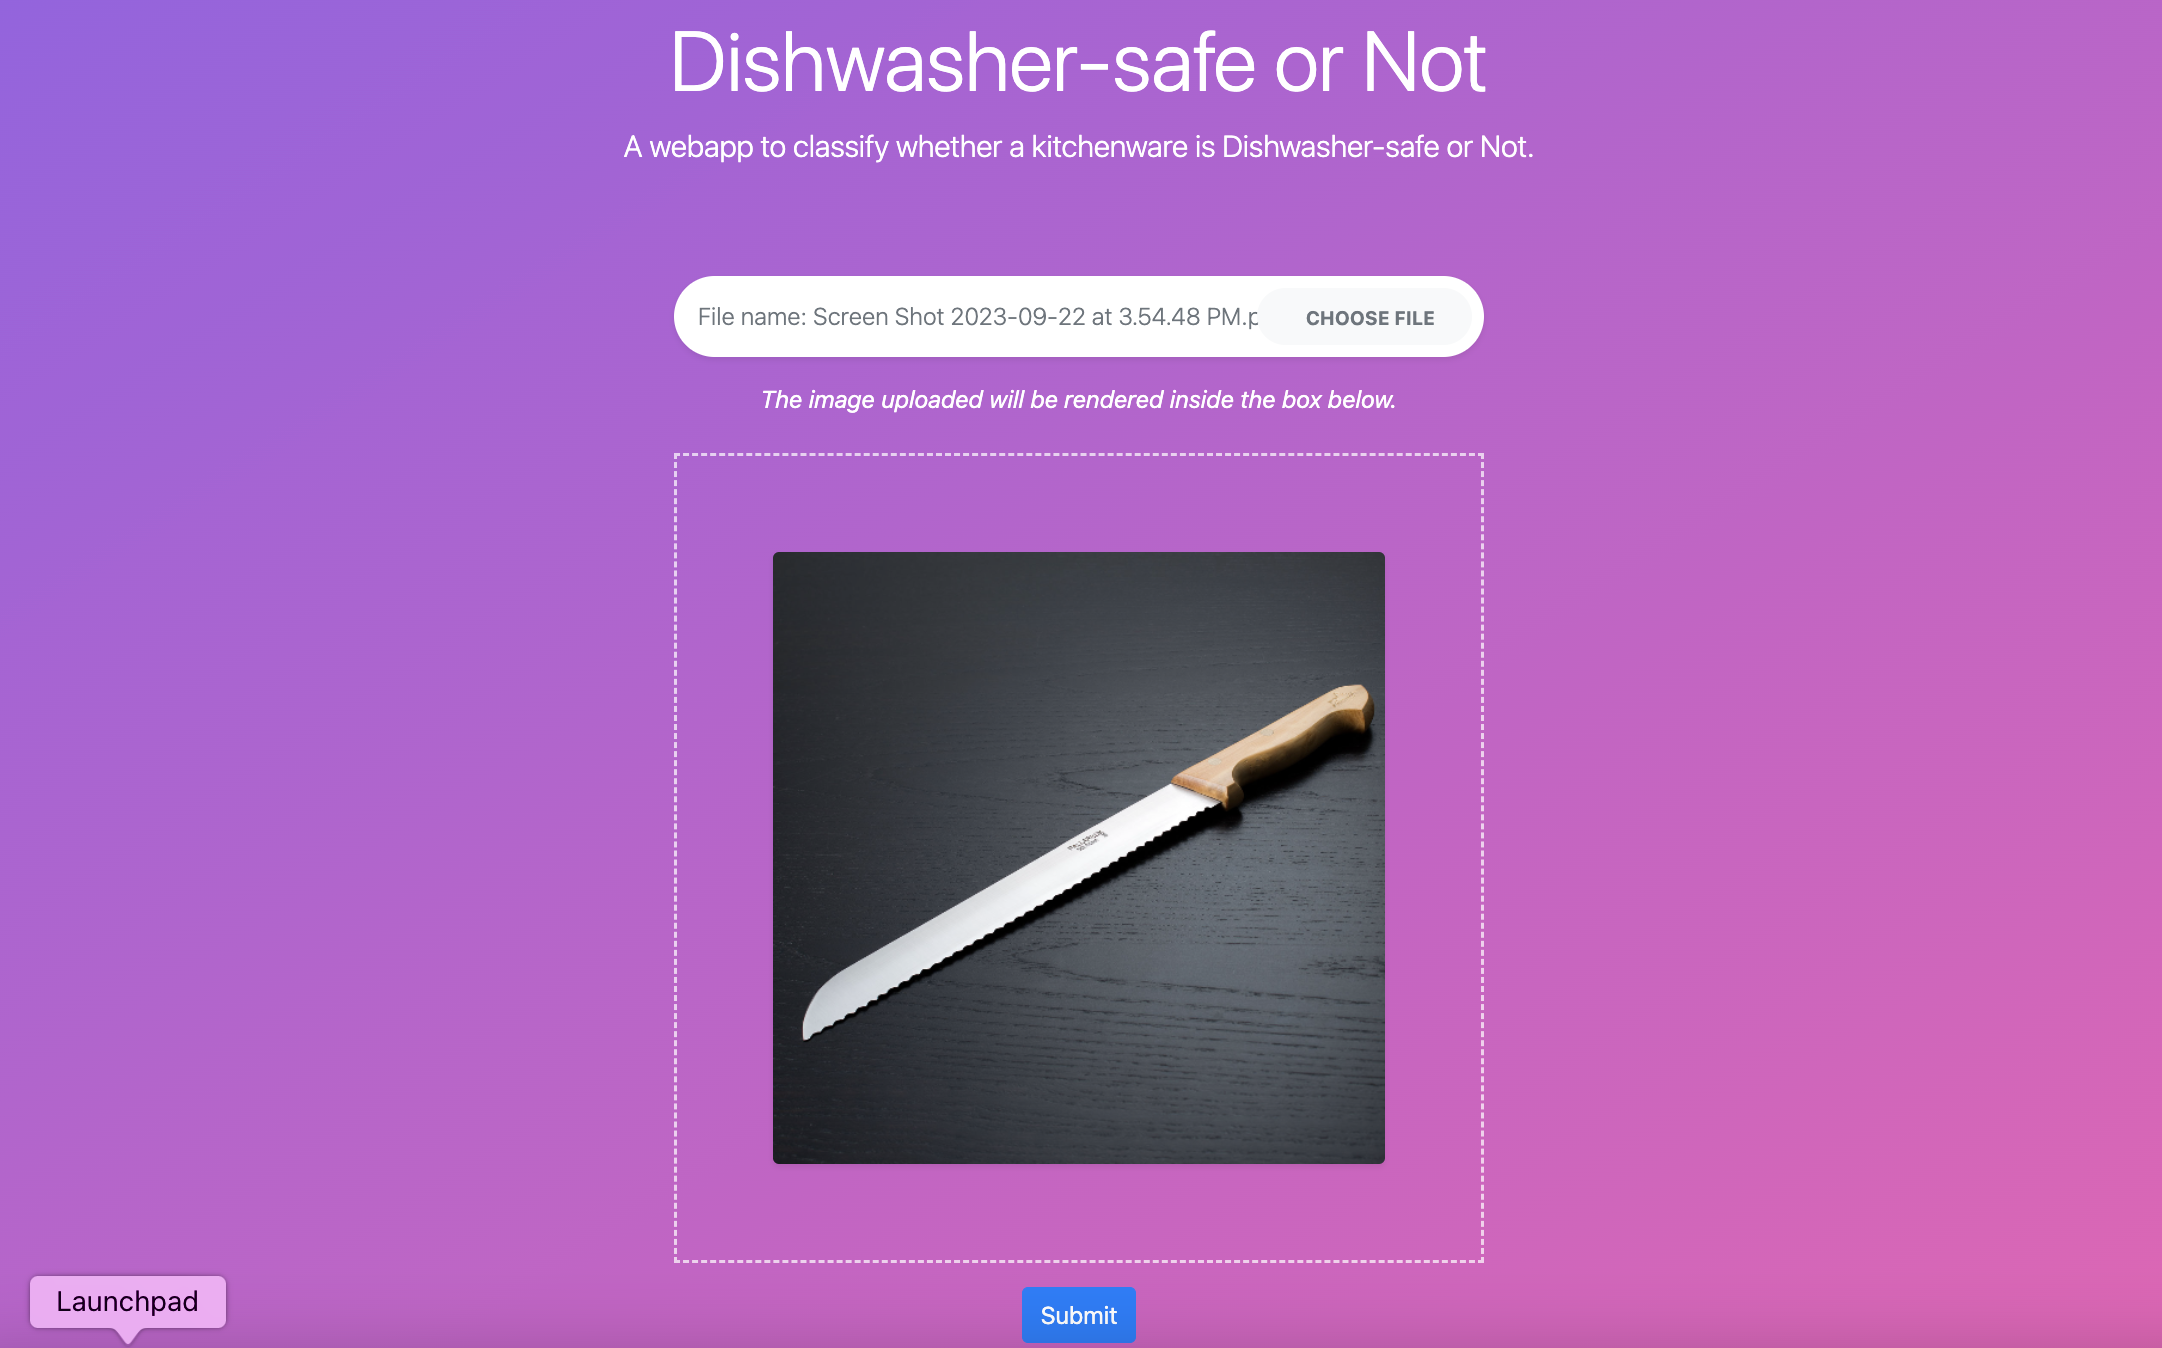 Dishwasher-safe or Not
A webapp to classify whether a kitchenware is Dishwasher-safe or Not.
File name: Screen Shot 2023-09-22 at 3.54.48 PM.p
CHOOSE FILE
The image uploaded will be rendered inside the box below.
Launchpad
Submit